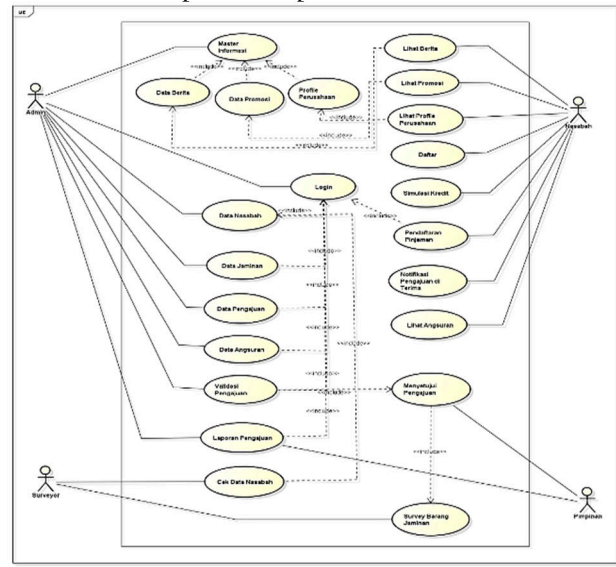 uc
Master
Informasi
<<include>>
<<include>>
<<include>>
Data Berita
Data Promosi
Profile
Perusahaan
Lihat Berita
Lihat Promosi
Lihat Profile
Perusahaan
<<include>>
<<include>>
<<include>>
Admin
Nasabah
Daftar
Login
Simulasi Kredit
<<include>>
Data Nasabah
<<include>>
Pendaftaran
Pinjaman
<<include>>
Data Jaminan
<<include>>
Notifikasi
Pengajuan di
Terima
Data Pengajuan
<<include>>
Lihat Angsuran
<<include>>
Data Angsuran
<<include>>
Validasi
Pengajuan
<<include>>
Menyetujui
Pengajuan
<<include>>
Laporan Pengajuan
<<include>>
Surveyor
Cek Data Nasabah
Survey Barang
Jaminan